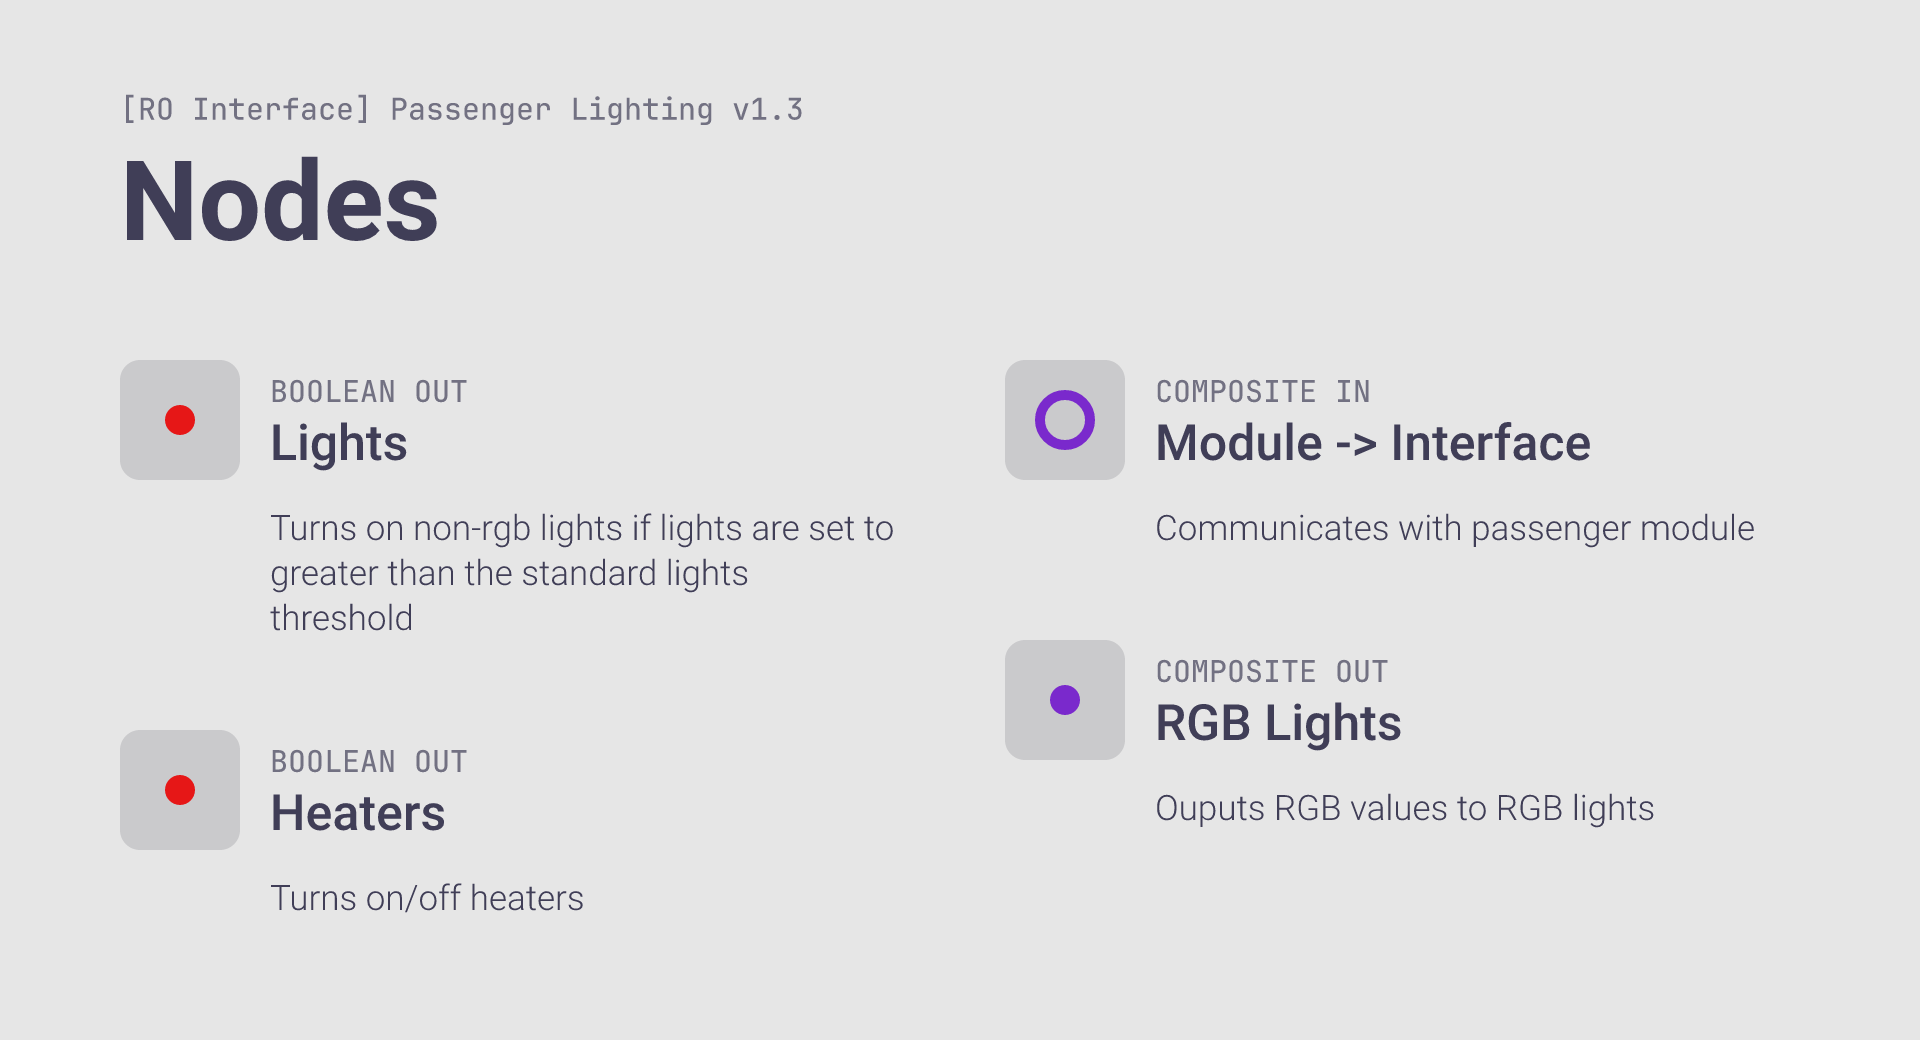 [RO Interface] Passenger Lighting v1.3
Nodes
BOOLEAN OUT
Lights
Turns on non-rgb lights if lights are set to
greater than the standard lights
threshold
BOOLEAN OUT
Heaters
Turns on/off heaters
COMPOSITE IN
Module -> Interface
Communicates with passenger module
COMPOSITE OUT
RGB Lights
Ouputs RGB values to RGB lights